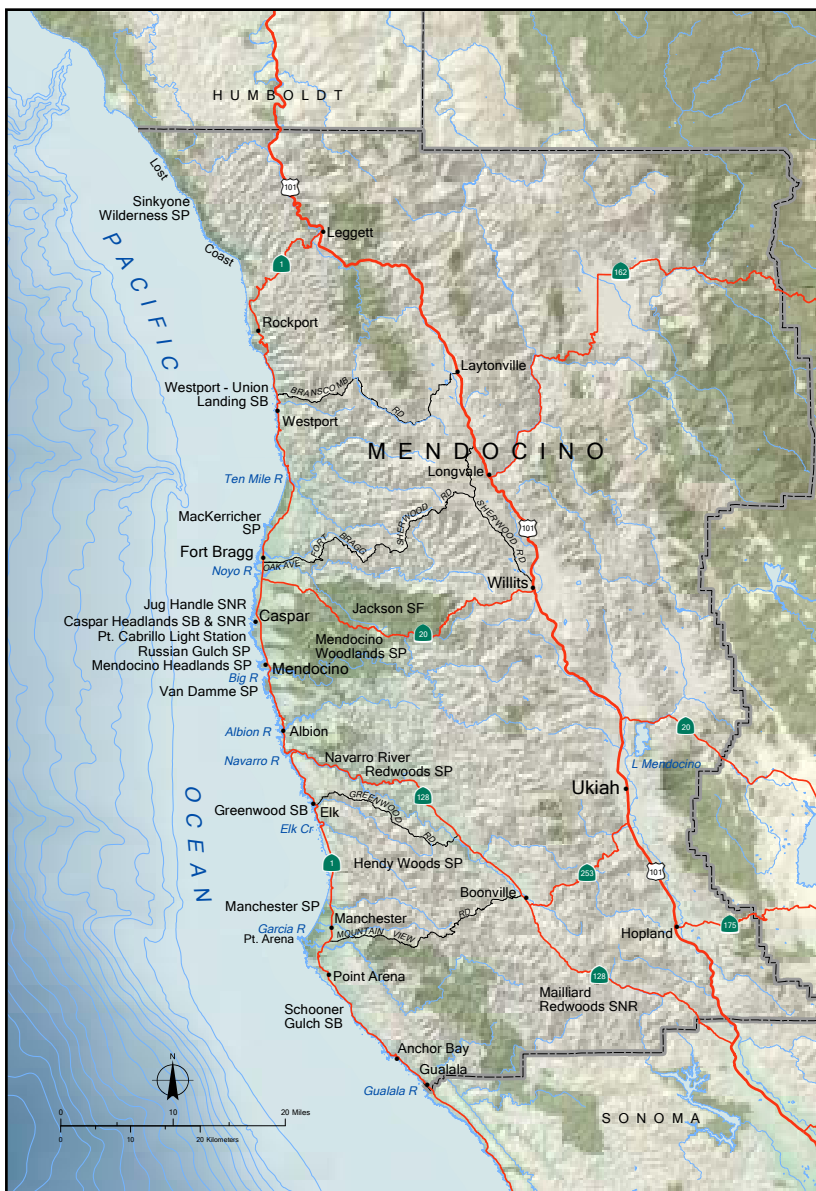 HUMBOLDT
Lost
101
Sinkyone
Wilderness SP
Leggett
PACIFIC
Coast
1
162
Rockport
Laytonville
Westport - Union
Landing SB
BRANSCOMB
RD
Westport
MENDOCINO
Longvale
Ten Mile R
SHERWOOD RD
MacKerricher
SP
101
Fort Bragg
OAK AVE
FORT
BRAGG
SHERWOOD
RD
Noyo R
Willits
Jug Handle SNR
Jackson SF
Caspar Headlands SB & SNR
Caspar
Pt. Cabrillo Light Station
20
Russian Gulch SP
Mendocino
Woodlands SP
Mendocino Headlands SP
Mendocino
Big R
Van Damme SP
Albion R
Albion
20
Navarro R
Navarro River
Redwoods SP
L Mendocino
OCEAN
Ukiah
128
GREENWOOD
RD
Greenwood SB
Elk
Elk Cr
1
Hendy Woods SP
253
101
Boonville
Manchester SP
Manchester
Garcia R
MOUNTAIN VIEW
RD
Pt. Arena
Hopland
175
Point Arena
128
Mailliard
Redwoods SNR
Schooner
Gulch SB
Anchor Bay
Gualala
Gualala R
N
SONOMA
0 10 20 Miles
0 10 20 Kilometers